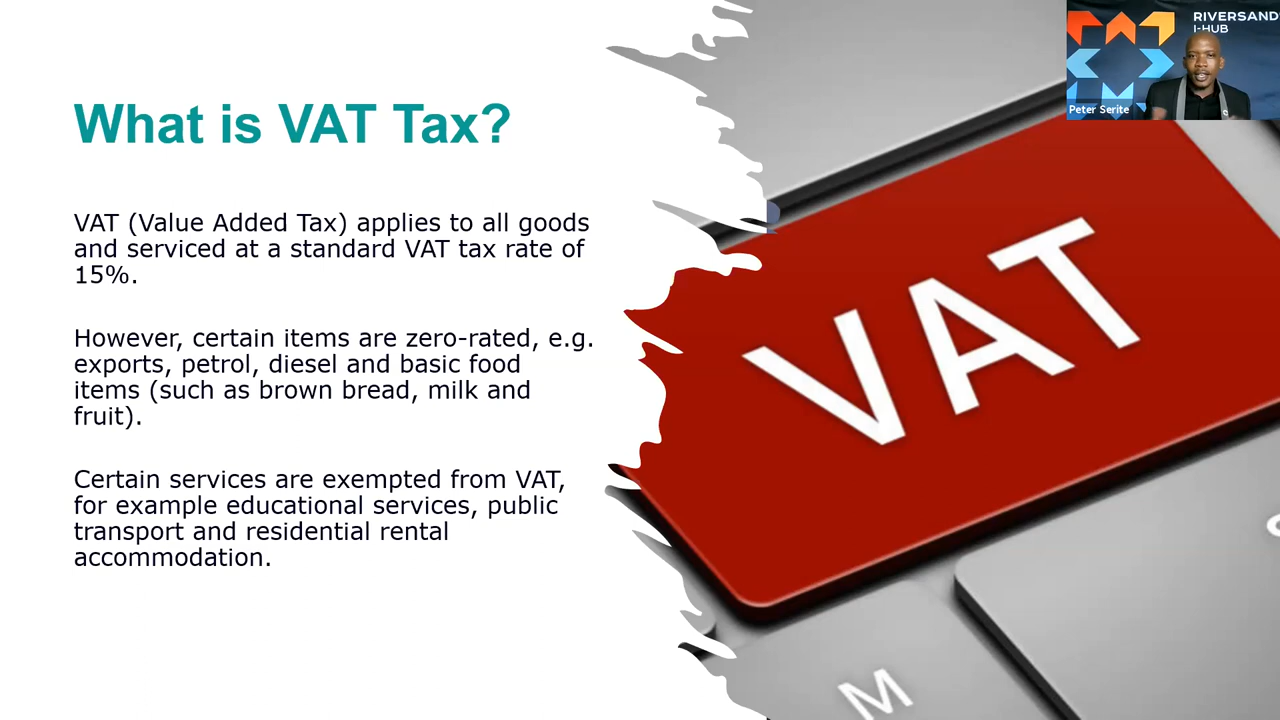 What is VAT Tax?
VAT (Value Added Tax) applies to all goods
and serviced at a standard VAT tax rate of
15%.
However, certain items are zero-rated, e.g.
exports, petrol, diesel and basic food
items (such as brown bread, milk and
fruit).
Certain services are exempted from VAT,
for example educational services, public
transport and residential rental
accommodation.
RIVERSAND
I-HUB
Peter Serite
VAT
M